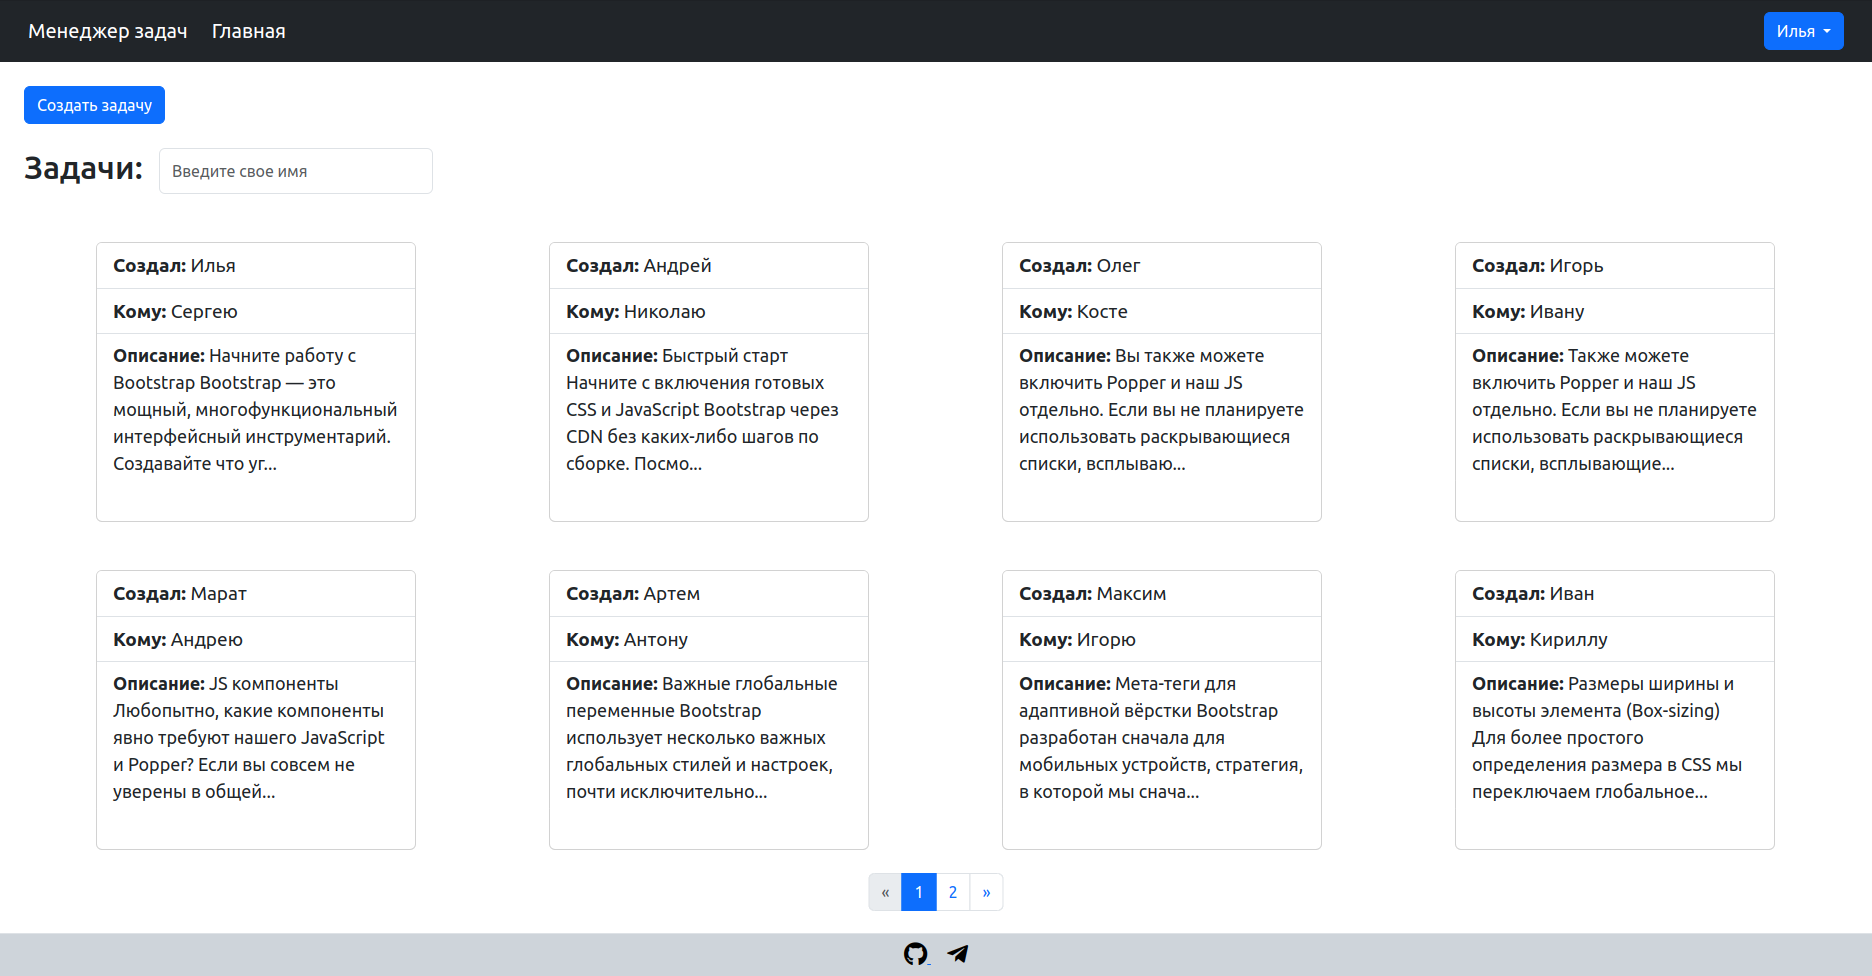 Менеджер задач Главная Илья
Создать задачу
Задачи: Введите свое имя
Создал: Илья
Кому: Сергею
Описание: Начните работу с
Bootstrap Bootstrap — это
мощный, многофункциональный
интерфейсный инструментарий.
Создавайте что уг...
Создал: Андрей
Кому: Николаю
Описание: Быстрый старт
Начните с включения готовых
CSS и JavaScript Bootstrap через
CDN без каких-либо шагов по
сборке. Посмо...
Создал: Олег
Кому: Косте
Описание: Вы также можете
включить Popper и наш JS
отдельно. Если вы не планируете
использовать раскрывающиеся
списки, всплываю...
Создал: Игорь
Кому: Ивану
Описание: Также можете
включить Popper и наш JS
отдельно. Если вы не планируете
использовать раскрывающиеся
списки, всплывающие...
Создал: Марат
Кому: Андрею
Описание: JS компоненты
Любопытно, какие компоненты
явно требуют нашего JavaScript
и Popper? Если вы совсем не
уверены в общей...
Создал: Артем
Кому: Антону
Описание: Важные глобальные
переменные Bootstrap
использует несколько важных
глобальных стилей и настроек,
почти исключительно...
Создал: Максим
Кому: Игорю
Описание: Мета-теги для
адаптивной вёрстки Bootstrap
разработан сначала для
мобильных устройств, стратегия,
в которой мы снача...
Создал: Иван
Кому: Кириллу
Описание: Размеры ширины и
высоты элемента (Box-sizing)
Для более простого
определения размера в CSS мы
переключаем глобальное...
« 1 2 »